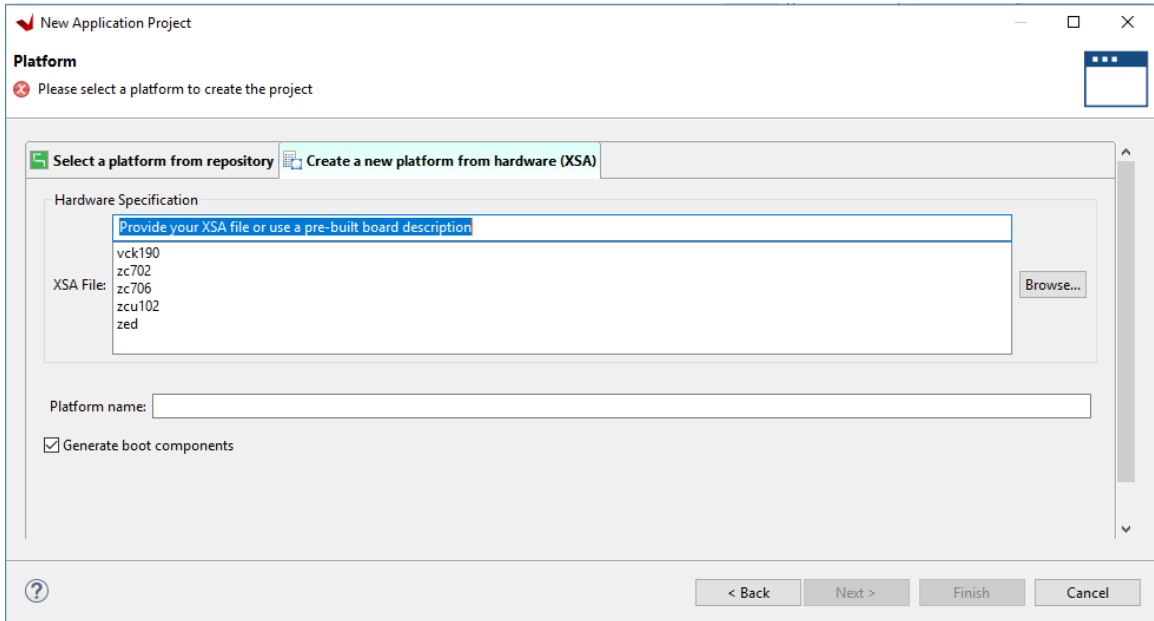 New Application Project
Platform
Please select a platform to create the project
Select a platform from repository
Create a new platform from hardware (XSA)
Hardware Specification
Provide your XSA file or use a pre-built board description
vck190
zc702
XSA File:
zc706
Browse...
zcu102
zed
Platform name:
Generate boot components
?
< Back
Next >
Finish
Cancel